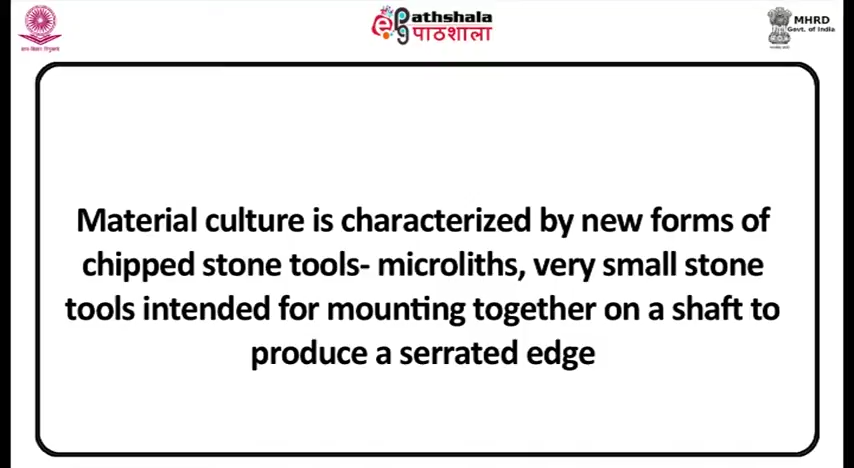 ePathshala
पाठशाला
MHRD
Govt. of India
Material culture is characterized by new forms of
chipped stone tools- microliths, very small stone
tools intended for mounting together on a shaft to
produce a serrated edge